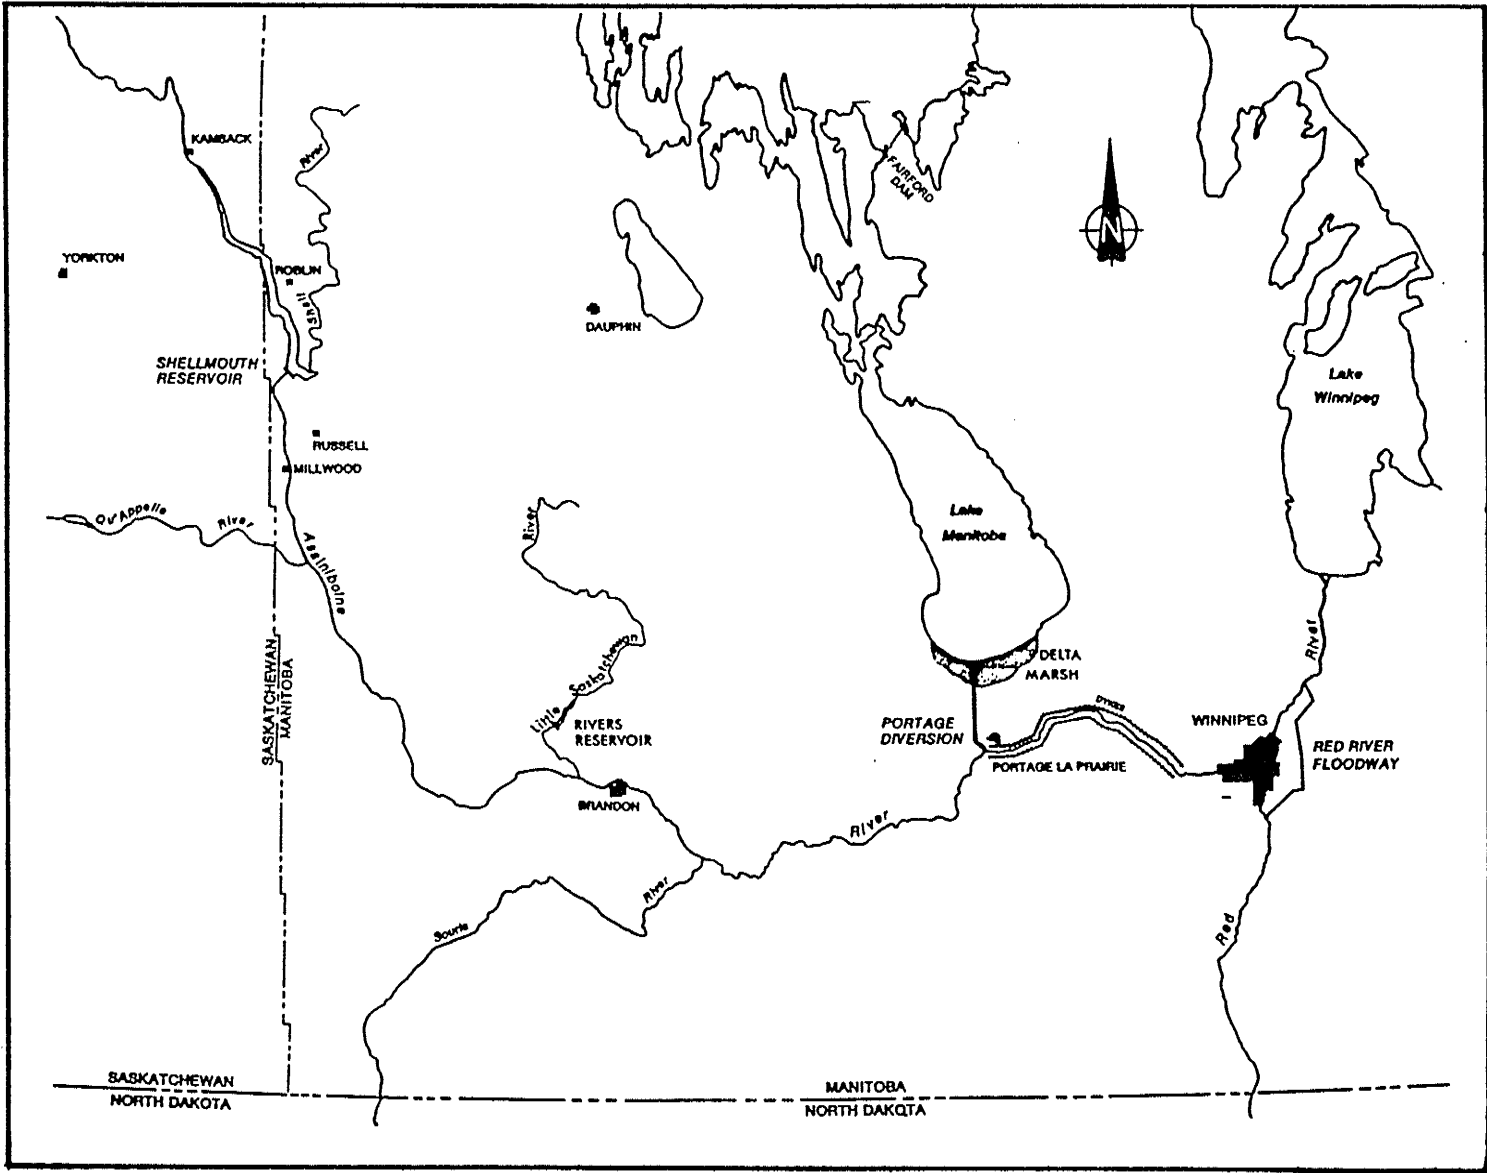 KAMSACK
River
FAIRFORD
DAM
N
YORKTON
ROBLIN
Shell
DAUPHIN
SHELLMOUTH
RESERVOIR
Lake
Winnipeg
RUSSELL
MILLWOOD
Qu'Appelle
River
River
Lake
Manitoba
Assiniboine
River
Little Saskatchewan
SASKATCHEWAN
MANITOBA
DELTA
MARSH
RIVERS
RESERVOIR
PORTAGE
DIVERSION
DYKES
WINNIPEG
RED RIVER
FLOODWAY
PORTAGE LA PRAIRIE
BRANDON
River
River
Souris
Red
SASKATCHEWAN
NORTH DAKOTA
MANITOBA
NORTH DAKOTA